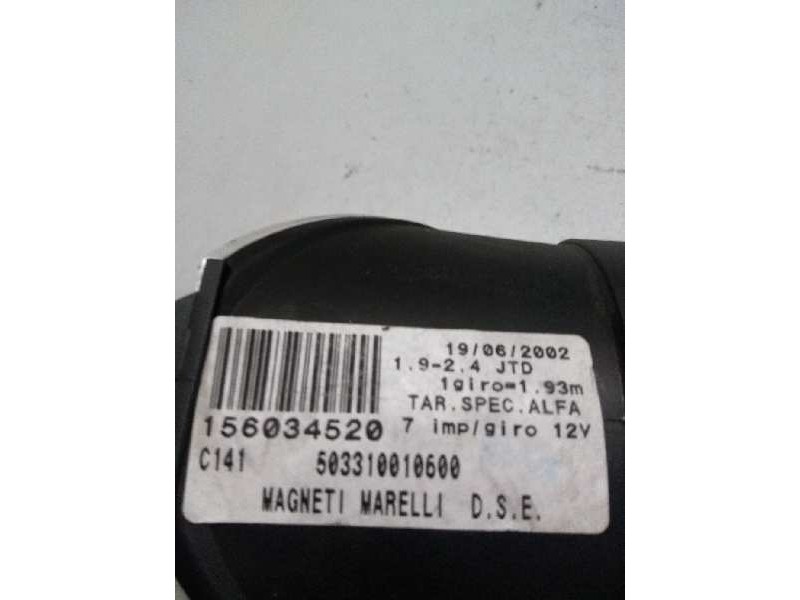 19/06/2002
1.9-2.4 JTD
1giro=1.93m
TAR.SPEC.ALFA
156034520 7 imp/giro 12V
C141 503310010600
MAGNETI MARELLI D.S.E.